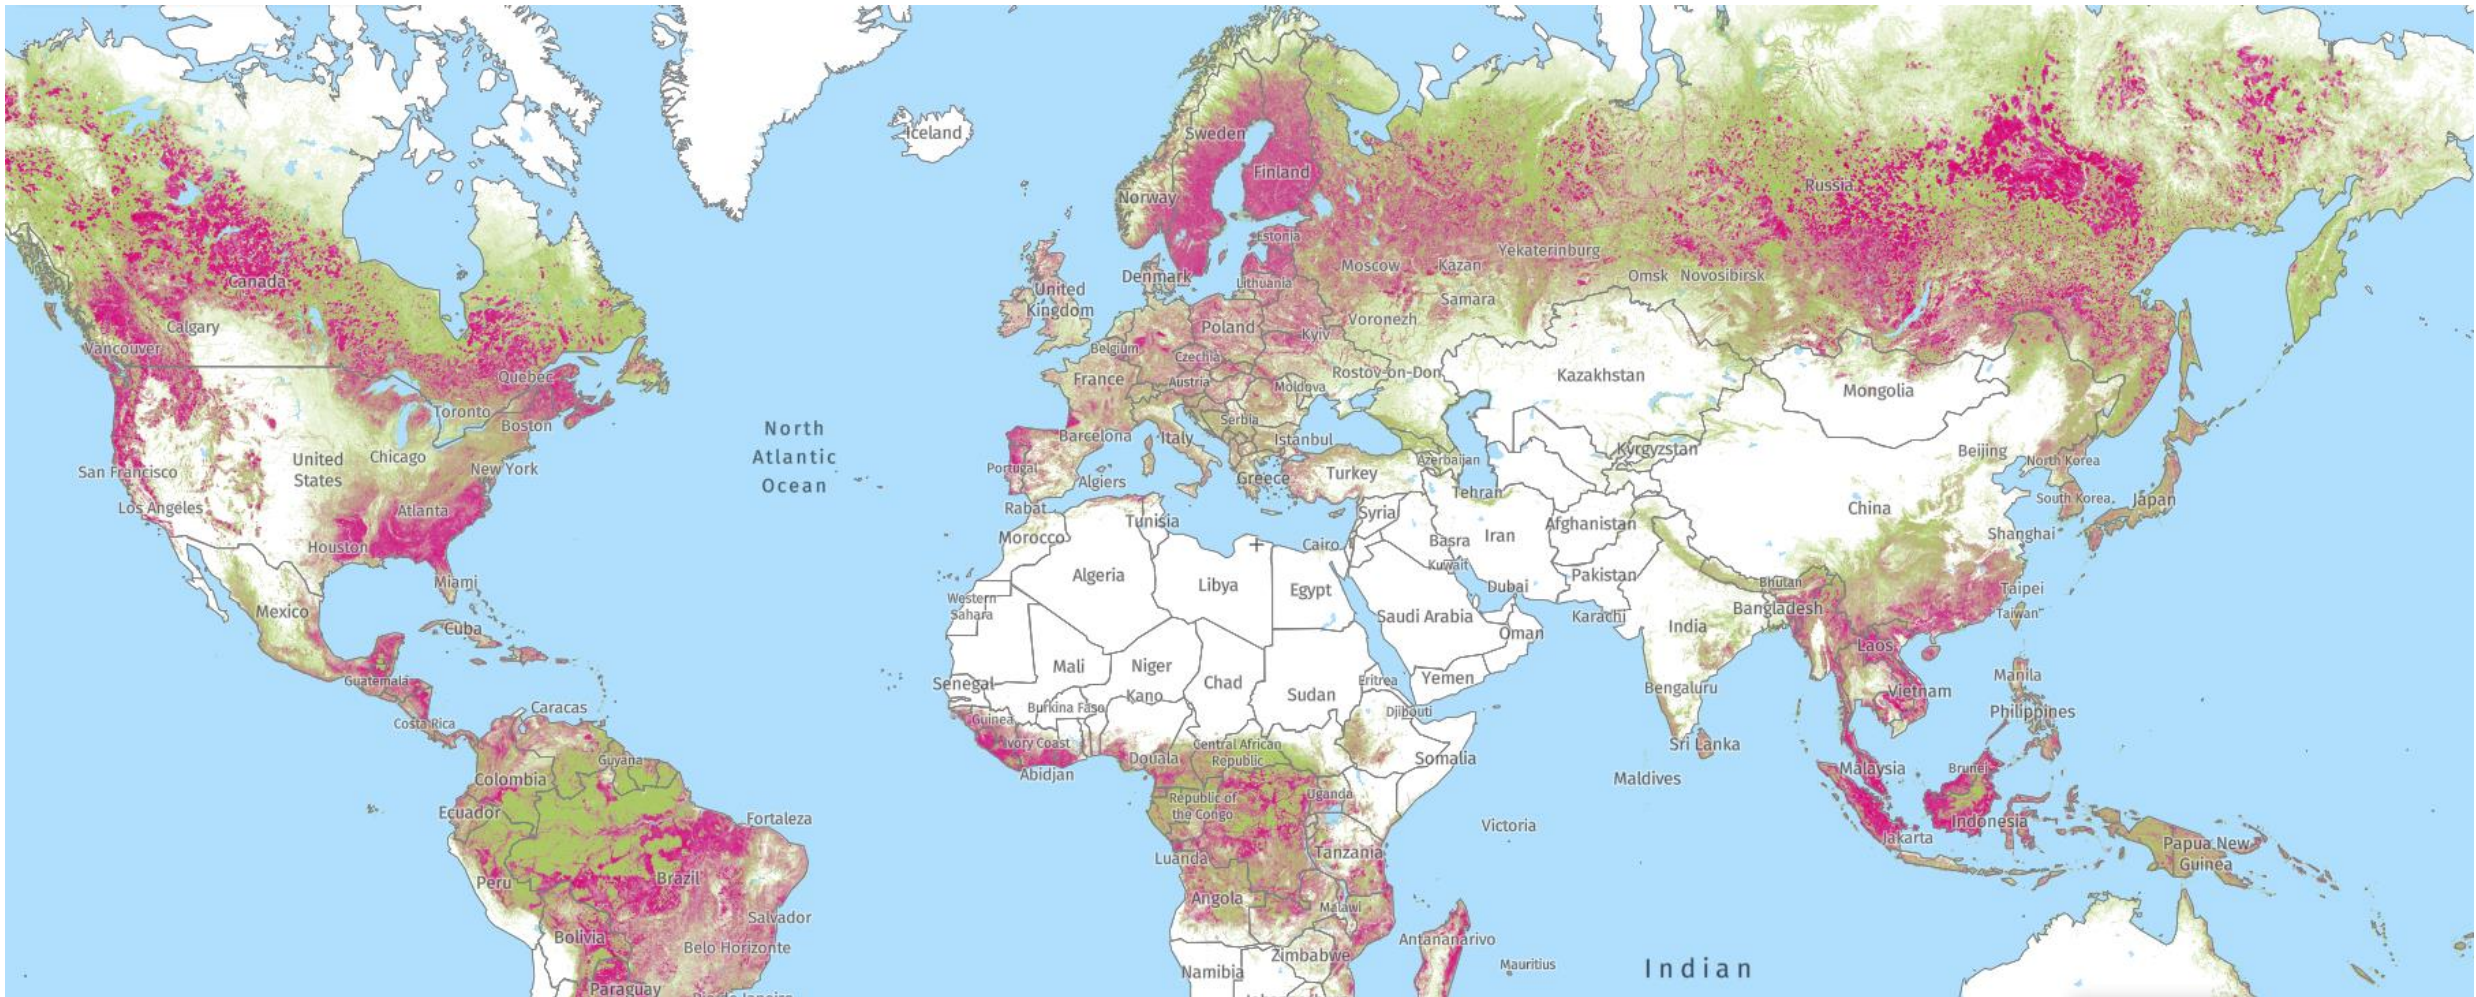 Iceland
Sweden
Finland
Norway
Russia
Estonia
Yekaterinburg
Moscow
Kazan
Omsk
Novosibirsk
Canada
Denmark
Lithuania
United
Kingdom
Samara
Calgary
Poland
Voronezh
Kyiv
Vancouver
Belgium
Czechia
Quebec
France
Austria
Moldova
Rostov-on-Don
Kazakhstan
Mongolia
Toronto
Boston
Serbia
North
Atlantic
Ocean
Barcelona
Italy
Istanbul
Chicago
United
States
New York
San Francisco
Portugal
Algiers
Greece
Turkey
Azerbaijan
Kyrgyzstan
Beijing
North Korea
Tehran
South Korea
Japan
Los Angeles
Atlanta
Rabat
Tunisia
Syria
Afghanistan
China
Houston
Morocco
Cairo
Basra
Iran
Shanghai
Kuwait
Miami
Algeria
Libya
Egypt
Dubai
Pakistan
Bhutan
Taipei
Mexico
Western
Sahara
Saudi Arabia
Karachi
Bangladesh
Taiwan
Cuba
Oman
India
Laos
Guatemala
Senegal
Mali
Niger
Chad
Sudan
Eritrea
Yemen
Manila
Costa Rica
Caracas
Guinea
Burkina Faso
Kano
Djibouti
Bengaluru
Vietnam
Philippines
Ivory Coast
Abidjan
Douala
Central African
Republic
Somalia
Sri Lanka
Guyana
Colombia
Maldives
Malaysia
Brunei
Ecuador
Fortaleza
Republic of
the Congo
Uganda
Victoria
Indonesia
Jakarta
Luanda
Tanzania
Papua New
Guinea
Peru
Brazil
Angola
Malawi
Salvador
Bolivia
Belo Horizonte
Antananarivo
Zimbabwe
Mauritius
Namibia
Indian
Paraguay